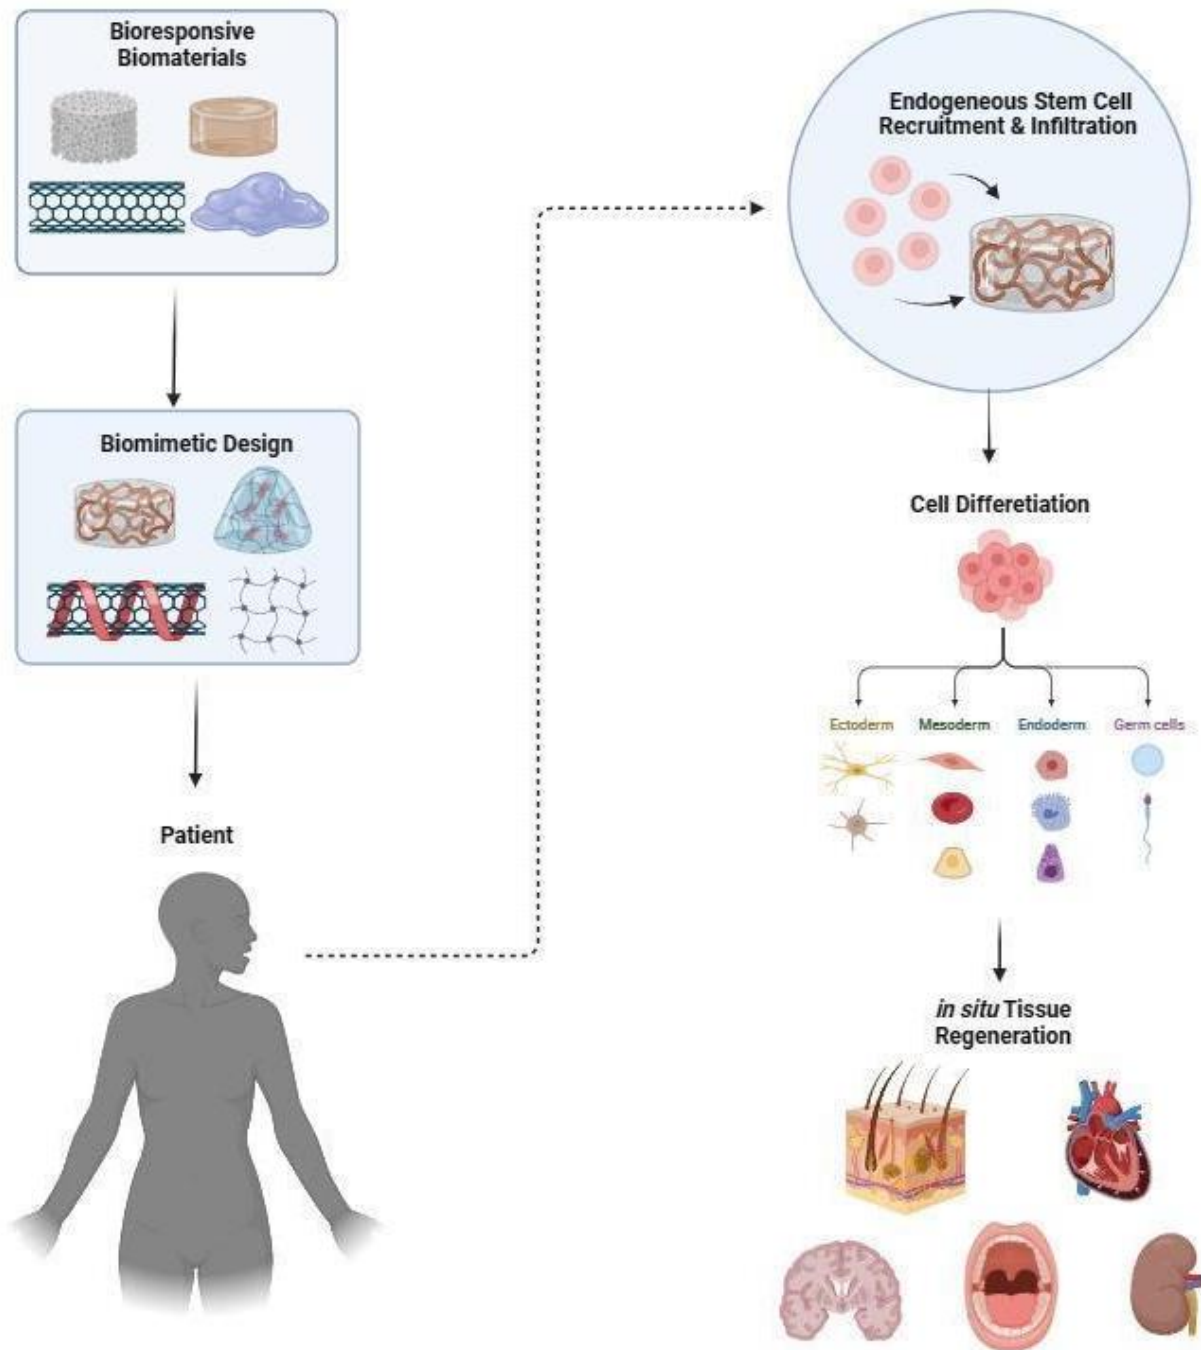 Bioresponsive
Biomaterials
Biomimetic Design
Patient
Endogeneous Stem Cell
Recruitment & Infiltration
Cell Differetiation
Ectoderm
Mesoderm
Endoderm
Germ cells
in situ Tissue
Regeneration